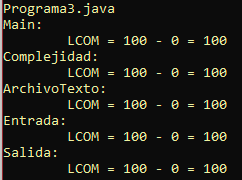 Programa3.java
Main:
LCOM = 100 - 0 = 100
Complejidad:
LCOM = 100 - 0 = 100
ArchivoTexto:
LCOM = 100 - 0 = 100
Entrada:
LCOM = 100 - 0 = 100
Salida:
LCOM = 100 - 0 = 100